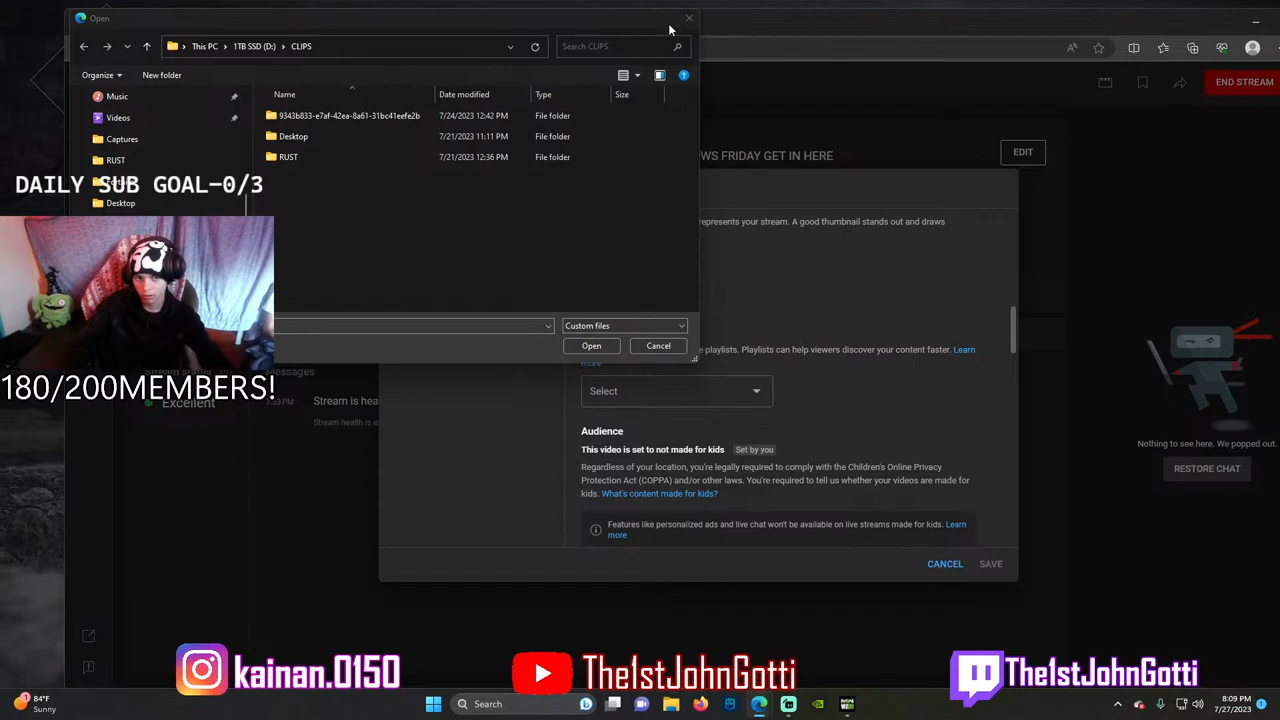 Open
This PC > 1TB SSD (D:) > CLIPS
Search CLIPS
Organize
New folder
Name
Date modified
Type
Size
Music
Videos
Captures
RUST
Desktop
9343b833-e7af-42ea-8a61-31bc41eefe2b 7/24/2023 12:42 PM File folder
Desktop 7/21/2023 11:11 PM File folder
RUST 7/21/2023 12:36 PM File folder
Custom files
Open
Cancel
DAILY SUB GOAL-0/3
180/200MEMBERS!
END STREAM
WS FRIDAY GET IN HERE
EDIT
represents your stream. A good thumbnail stands out and draws
e playlists. Playlists can help viewers discover your content faster. Learn
more
Select
Audience
This video is set to not made for kids Set by you
Regardless of your location, you're legally required to comply with the Children's Online Privacy
Protection Act (COPPA) and/or other laws. You're required to tell us whether your videos are made for
kids. What's content made for kids?
Features like personalized ads and live chat won't be available on live streams made for kids. Learn
more
CANCEL
SAVE
Messages
Excellent
Stream is hea
Stream health is e
Nothing to see here. We popped out.
RESTORE CHAT
kainan.0150
The1stJohnGotti
The1stJohnGotti
84°F
Sunny
Search
8:09 PM
7/27/2023